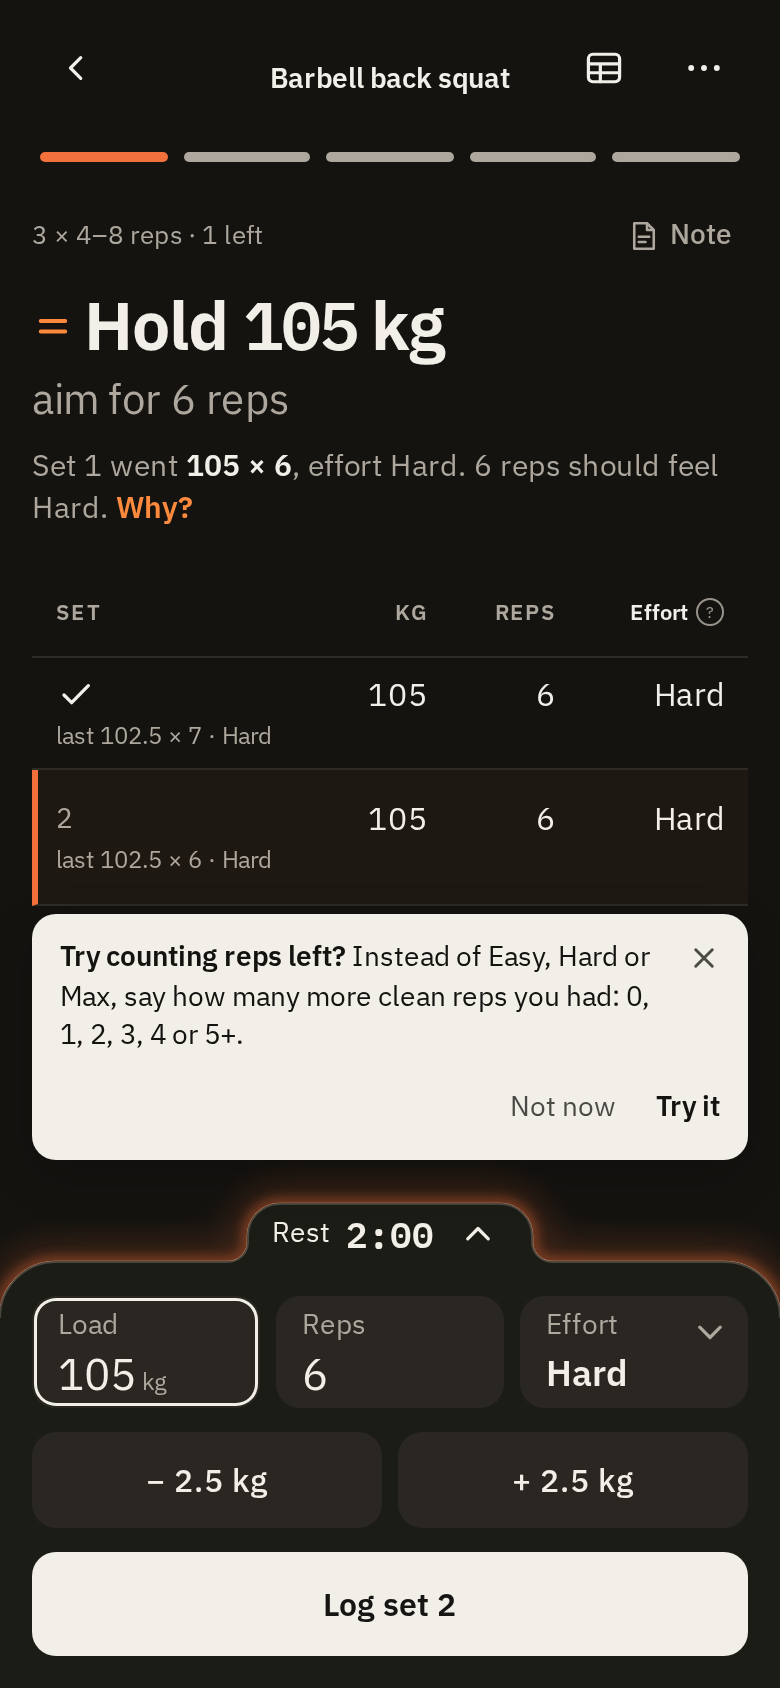 Barbell back squat
3 × 4–8 reps · 1 left
Note
= Hold 105 kg
aim for 6 reps
Set 1 went 105 × 6, effort Hard. 6 reps should feel
Hard. Why?
SET KG REPS Effort ?
105 6 Hard
last 102.5 × 7 · Hard
2 105 6 Hard
last 102.5 × 6 · Hard
Try counting reps left? Instead of Easy, Hard or
Max, say how many more clean reps you had: 0,
1, 2, 3, 4 or 5+.
Not now Try it
Rest 2:00
Load Reps Effort
105 kg 6 Hard
− 2.5 kg + 2.5 kg
Log set 2